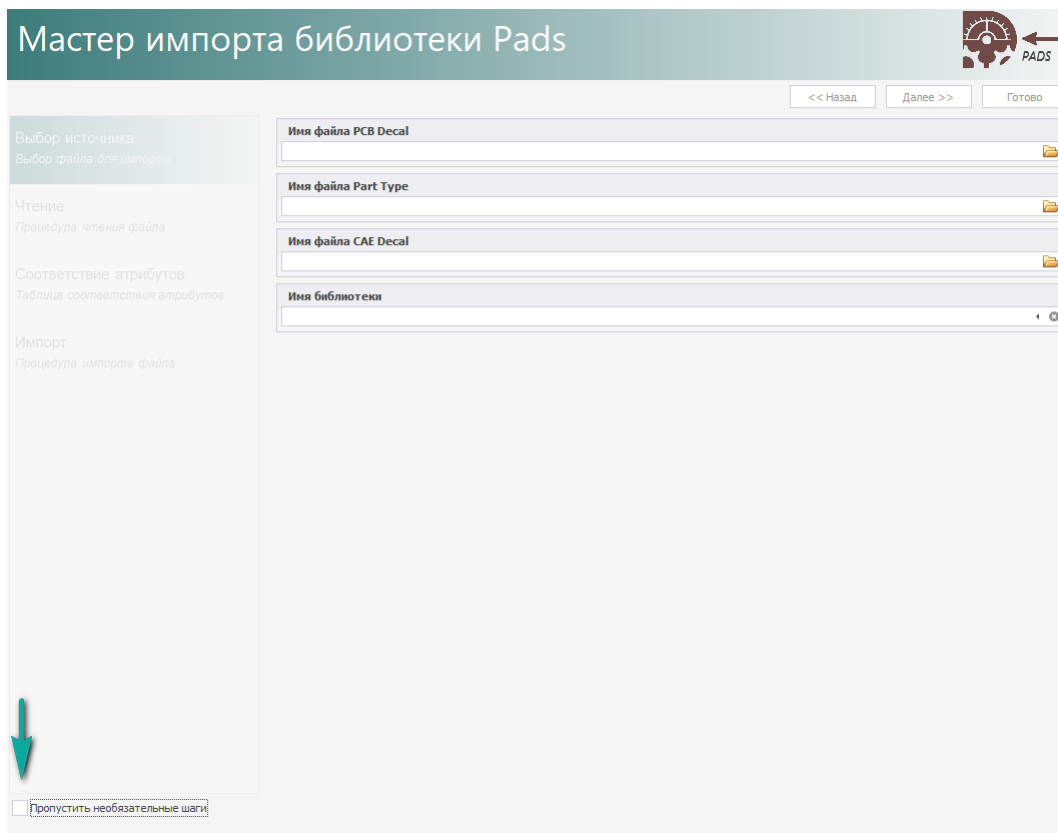 Мастер импорта библиотеки Pads
PADS
<< Назад
Далее >>
Готово
Выбор источника
Выбор файла для импорта
Чтение
Процедура чтения файла
Соответствие атрибутов
Таблица соответствия атрибутов
Импорт
Процедура импорта файла
Имя файла PCB Decal
Имя файла Part Type
Имя файла CAE Decal
Имя библиотеки
Пропустить необязательные шаги